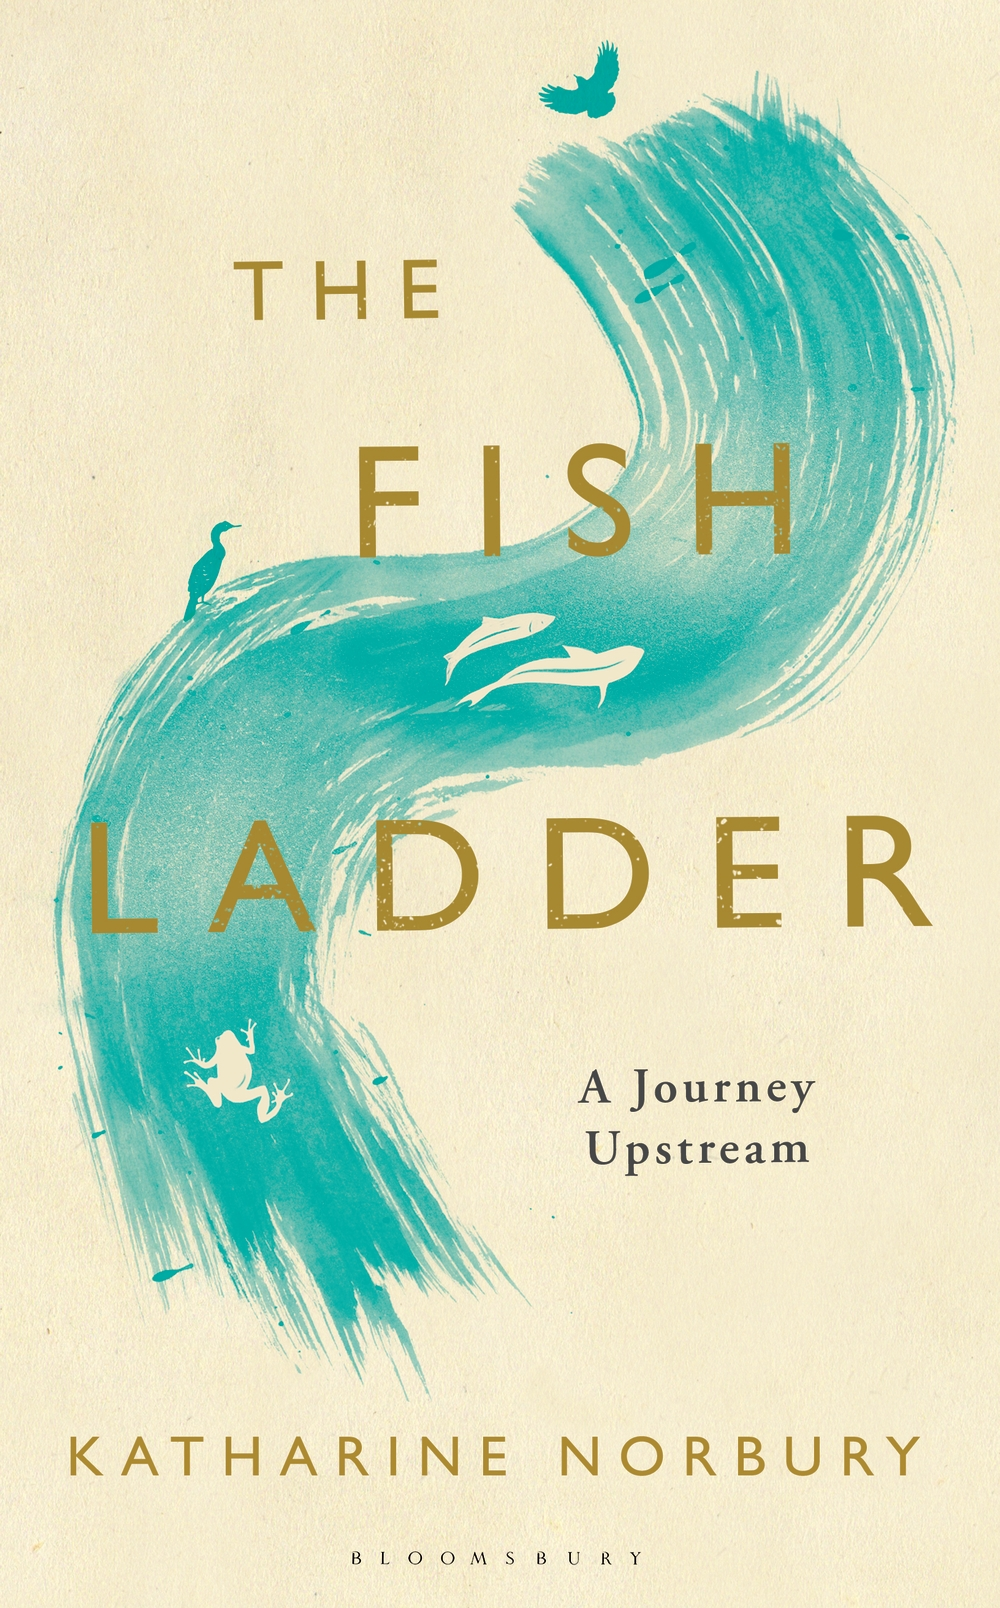 THE
FISH
LADDER
A Journey
Upstream
KATHARINE NORBURY
BLOOMSBURY